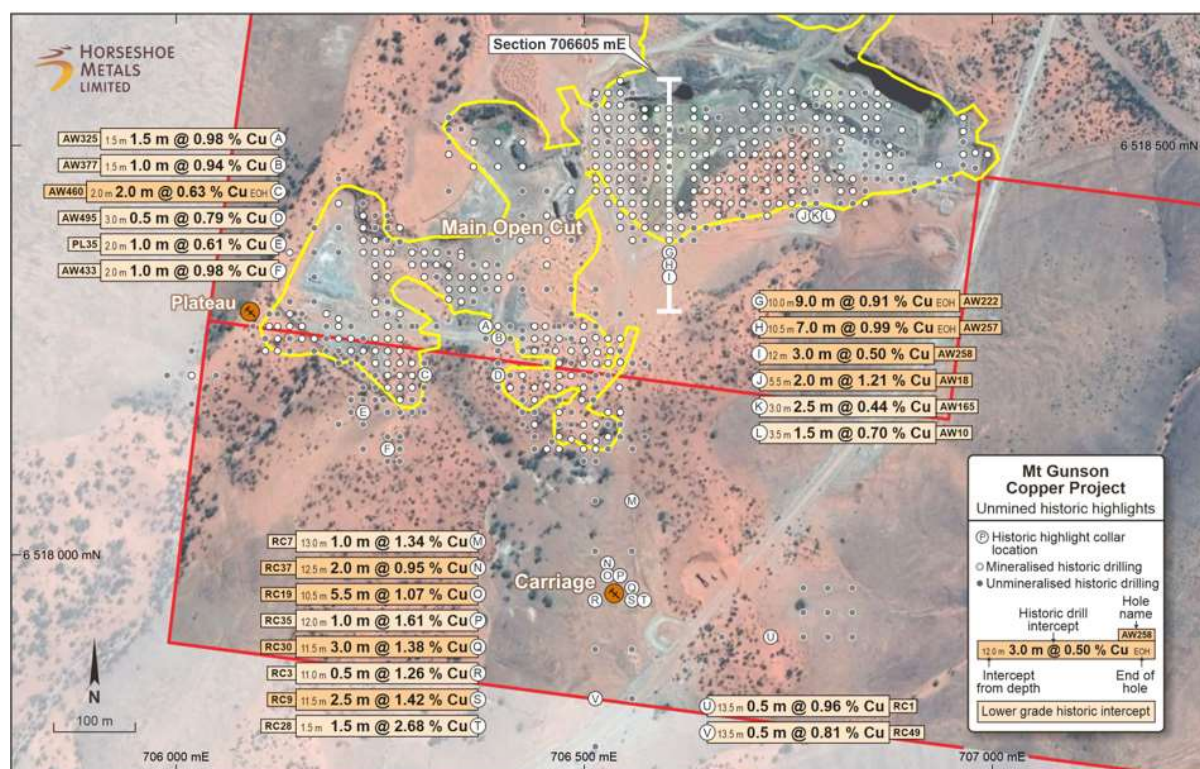 HORSESHOE
METALS
LIMITED
Section 706605 mE
6 518 500 mN
AW325 1.5 m 1.5 m @ 0.98 % Cu A
AW377 1.5 m 1.0 m @ 0.94 % Cu B
AW460 2.0 m 2.0 m @ 0.63 % Cu EOH C
AW495 3.0 m 0.5 m @ 0.79 % Cu D
PL35 2.0 m 1.0 m @ 0.61 % Cu E
AW433 2.0 m 1.0 m @ 0.98 % Cu F
Main Open Cut
J K L
G
H
I
Plateau
A
B
C
D
E
F
G 10.0 m 9.0 m @ 0.91 % Cu EOH AW222
H 10.5 m 7.0 m @ 0.99 % Cu EOH AW257
I 12 m 3.0 m @ 0.50 % Cu AW258
J 5.5 m 2.0 m @ 1.21 % Cu AW18
K 3.0 m 2.5 m @ 0.44 % Cu AW165
L 3.5 m 1.5 m @ 0.70 % Cu AW10
M
N
O P
Q
R S T
Carriage
U
V
6 518 000 mN
RC7 13.0 m 1.0 m @ 1.34 % Cu M
RC37 12.5 m 2.0 m @ 0.95 % Cu N
RC19 10.5 m 5.5 m @ 1.07 % Cu O
RC35 12.0 m 1.0 m @ 1.61 % Cu P
RC30 11.5 m 3.0 m @ 1.38 % Cu Q
RC3 11.0 m 0.5 m @ 1.26 % Cu R
RC9 11.5 m 2.5 m @ 1.42 % Cu S
RC28 1.5 m 1.5 m @ 2.68 % Cu T
U 13.5 m 0.5 m @ 0.96 % Cu RC1
V 13.5 m 0.5 m @ 0.81 % Cu RC49
Mt Gunson
Copper Project
Unmined historic highlights
P Historic highlight collar
location
Mineralised historic drilling
Unmineralised historic drilling
Historic drill
intercept
Hole
name
AW258
12.0 m 3.0 m @ 0.50 % Cu EOH
Intercept
from depth
End of
hole
Lower grade historic intercept
N
100 m
706 000 mE
706 500 mE
707 000 mE